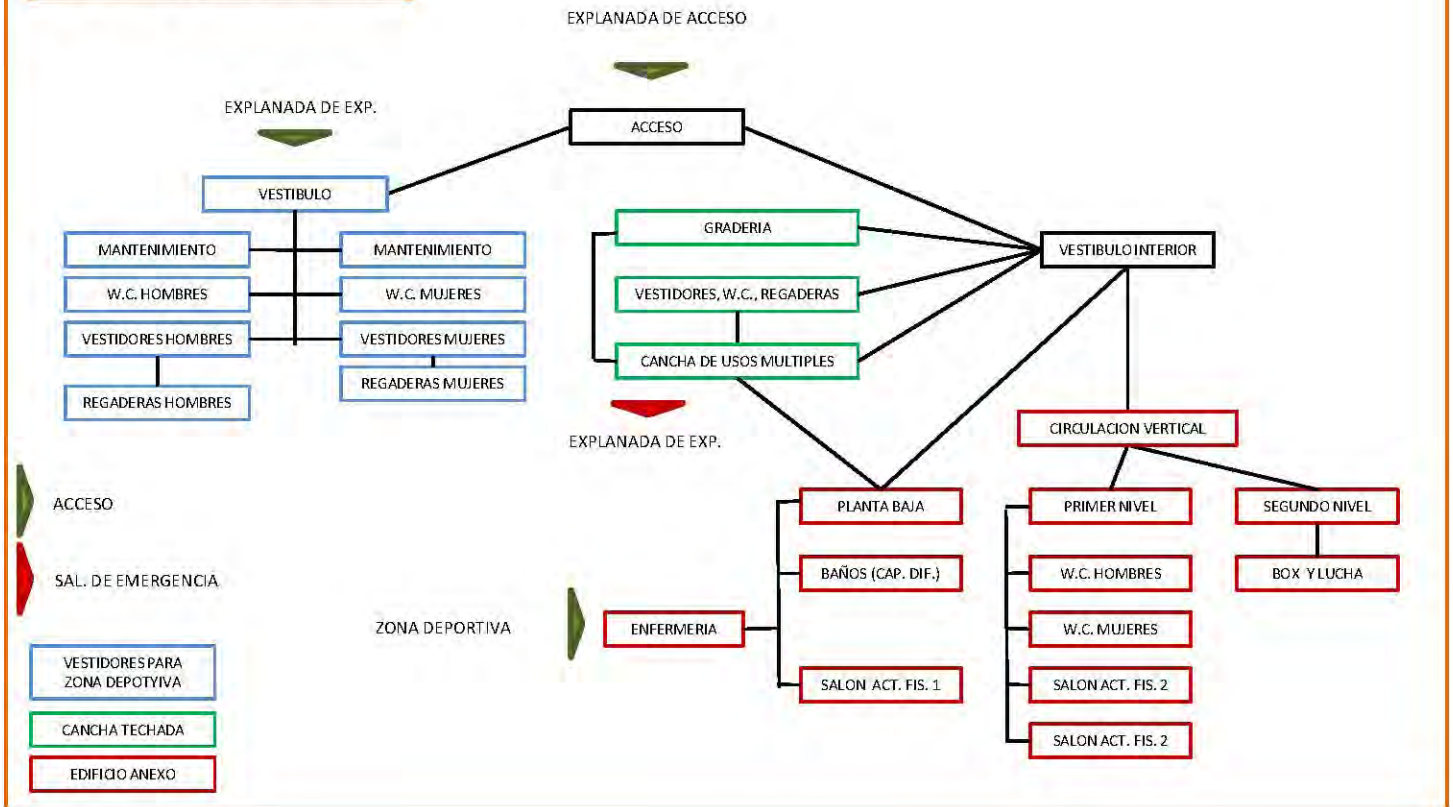 EXPLANADA DE ACCESO
EXPLANADA DE EXP.
ACCESO
VESTIBULO
MANTENIMIENTO
MANTENIMIENTO
W.C. HOMBRES
W.C. MUJERES
VESTIDORES HOMBRES
VESTIDORES MUJERES
REGADERAS HOMBRES
REGADERAS MUJERES
GRADERIA
VESTIDORES, W.C., REGADERAS
CANCHA DE USOS MULTIPLES
EXPLANADA DE EXP.
VESTIBULO INTERIOR
CIRCULACION VERTICAL
PLANTA BAJA
PRIMER NIVEL
SEGUNDO NIVEL
BAÑOS (CAP. DIF.)
W.C. HOMBRES
BOX Y LUCHA
ZONA DEPORTIVA
ENFERMERIA
W.C. MUJERES
SALON ACT. FIS. 1
SALON ACT. FIS. 2
SALON ACT. FIS. 2
ACCESO
SAL. DE EMERGENCIA
VESTIDORES PARA
ZONA DEPOTYIVA
CANCHA TECHADA
EDIFICIO ANEXO